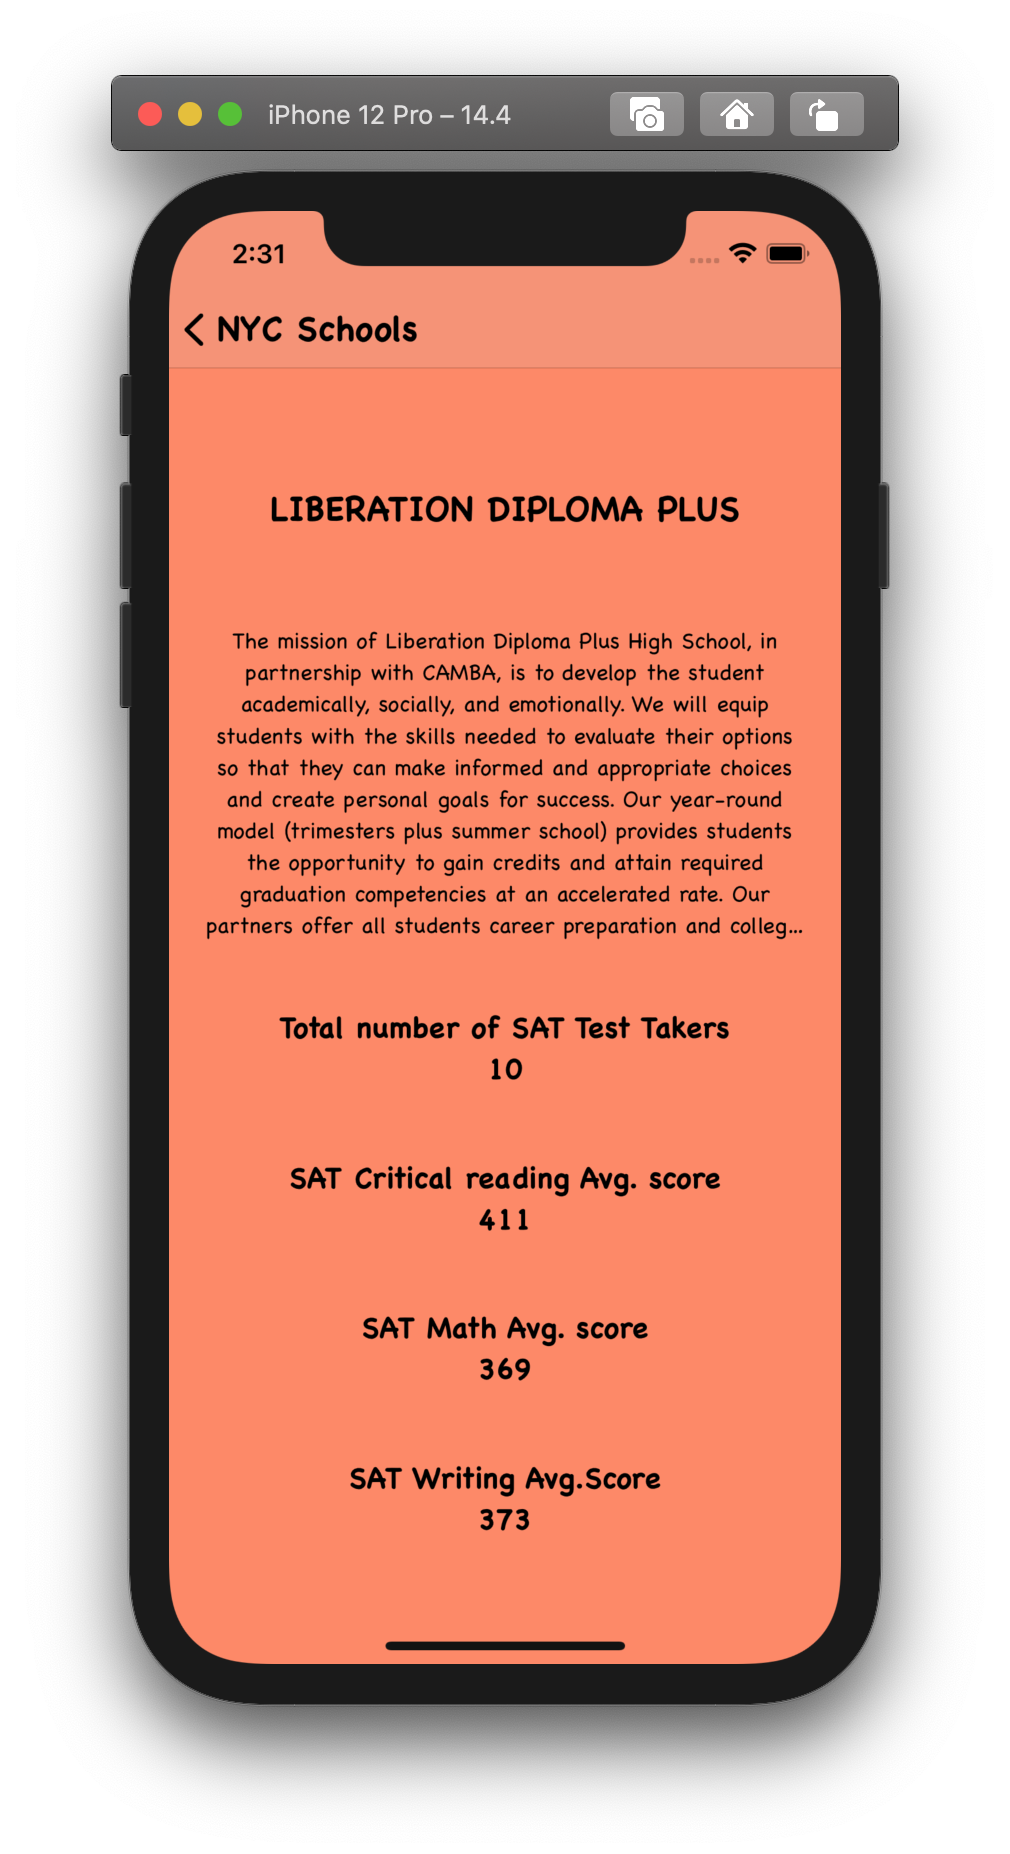 iPhone 12 Pro – 14.4
2:31
NYC Schools
LIBERATION DIPLOMA PLUS
The mission of Liberation Diploma Plus High School, in
partnership with CAMBA, is to develop the student
academically, socially, and emotionally. We will equip
students with the skills needed to evaluate their options
so that they can make informed and appropriate choices
and create personal goals for success. Our year-round
model (trimesters plus summer school) provides students
the opportunity to gain credits and attain required
graduation competencies at an accelerated rate. Our
partners offer all students career preparation and colleg...
Total number of SAT Test Takers
10
SAT Critical reading Avg. score
411
SAT Math Avg. score
369
SAT Writing Avg.Score
373